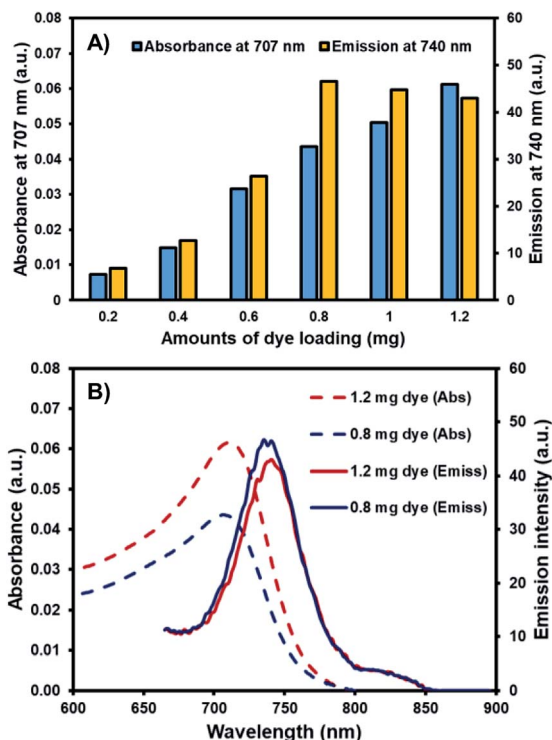 A)
Absorbance at 707 nm
Emission at 740 nm
Absorbance at 707 nm (a.u.)
0.08
0.07
0.06
0.05
0.04
0.03
0.02
0.01
0
60
50
40
30
20
10
0
Emission at 740 nm (a.u.)
0.2 0.4 0.6 0.8 1 1.2
Amounts of dye loading (mg)
B)
1.2 mg dye (Abs)
0.8 mg dye (Abs)
1.2 mg dye (Emiss)
0.8 mg dye (Emiss)
Absorbance (a.u.)
0.08
0.07
0.06
0.05
0.04
0.03
0.02
0.01
0.00
60
50
40
30
20
10
0
Emission intensity (a.u.)
600 700 750 800 850 900
Wavelength (nm)